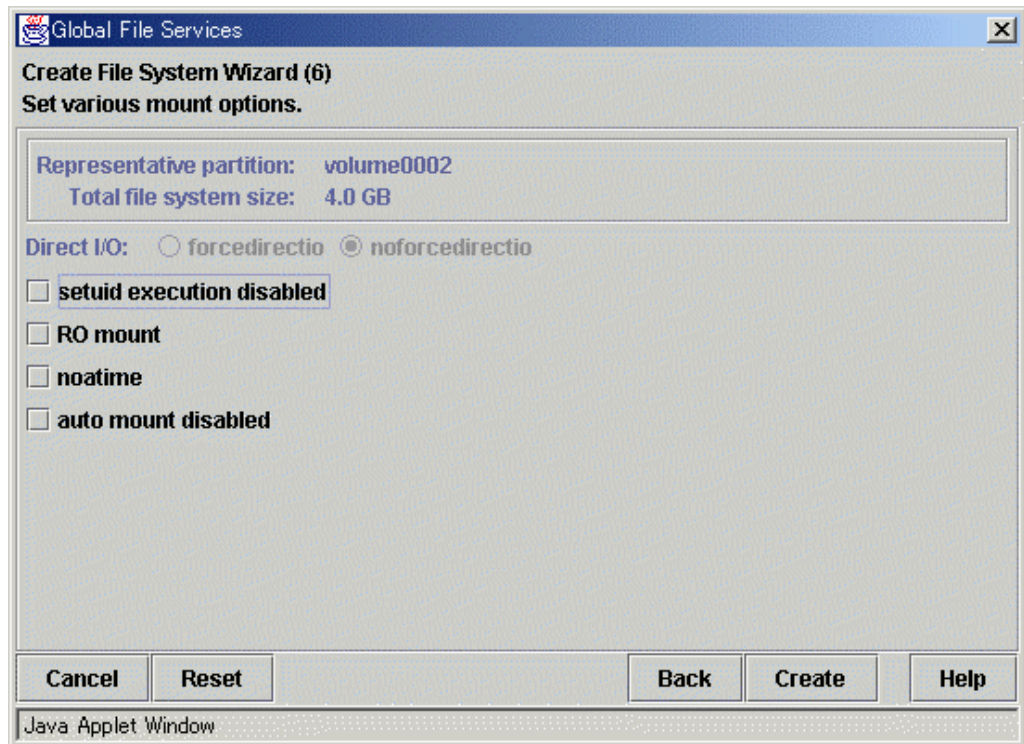 Global File Services
Create File System Wizard (6)
Set various mount options.
Representative partition: volume0002
Total file system size: 4.0 GB
Direct I/O: forcedirectio noforcedirectio
setuid execution disabled
RO mount
noatime
auto mount disabled
Cancel Reset Back Create Help
Java Applet Window